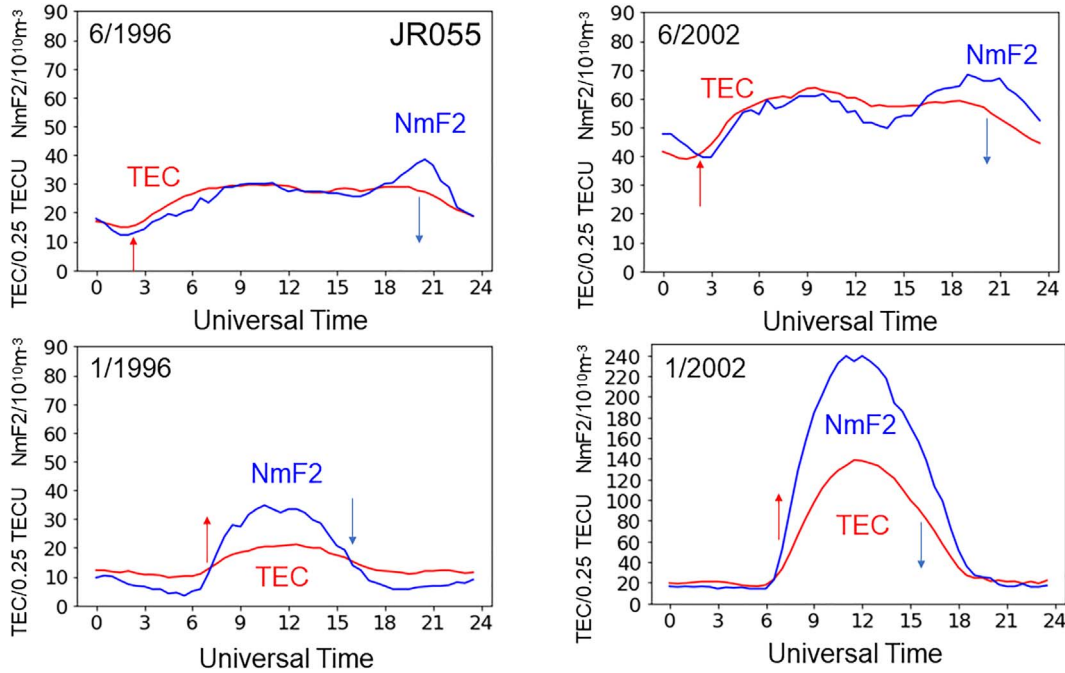 6/1996
JR055
TEC/0.25 TECU NmF2/10¹⁰m⁻³
90
80
70
60
50
40
30
20
10
0
TEC
NmF2
0 3 6 9 12 15 18 21 24
Universal Time
6/2002
TEC/0.25 TECU NmF2/10¹⁰m⁻³
90
80
70
60
50
40
30
20
10
0
TEC
NmF2
0 3 6 9 12 15 18 21 24
Universal Time
1/1996
TEC/0.25 TECU NmF2/10¹⁰m⁻³
90
80
70
60
50
40
30
20
10
0
NmF2
TEC
0 3 6 9 12 15 18 21 24
Universal Time
1/2002
TEC/0.25 TECU NmF2/10¹⁰m⁻³
240
220
200
180
160
140
120
100
80
60
40
20
0
NmF2
TEC
0 3 6 9 12 15 18 21 24
Universal Time